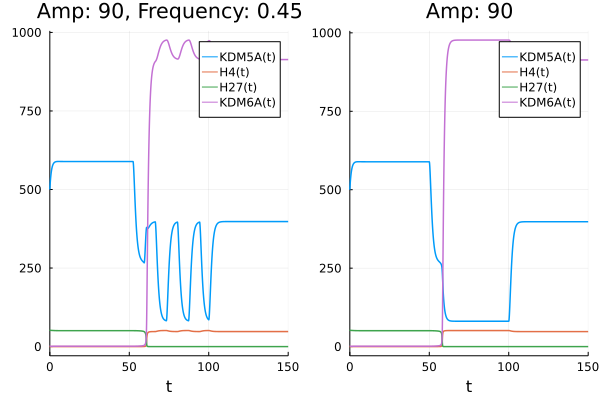 Amp: 90, Frequency: 0.45
1000
750
500
250
0
KDM5A(t)
H4(t)
H27(t)
KDM6A(t)
0 50 100 150
t
Amp: 90
1000
750
500
250
0
KDM5A(t)
H4(t)
H27(t)
KDM6A(t)
0 50 100 150
t